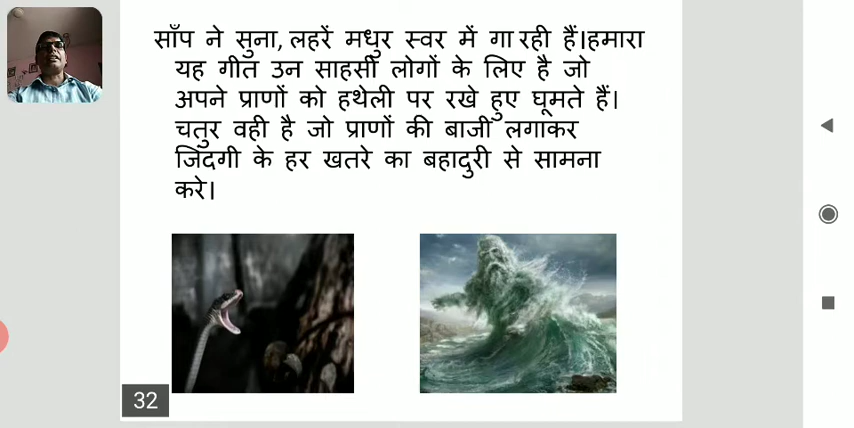 साँप ने सुना, लहरें मधुर स्वर में गा रही हैं।हमारा
यह गीत उन साहसी लोगों के लिए है जो
अपने प्राणों को हथेली पर रखे हुए घूमते हैं।
चतुर वही है जो प्राणों की बाजी लगाकर
जिंदगी के हर खतरे का बहादुरी से सामना
करे।
32